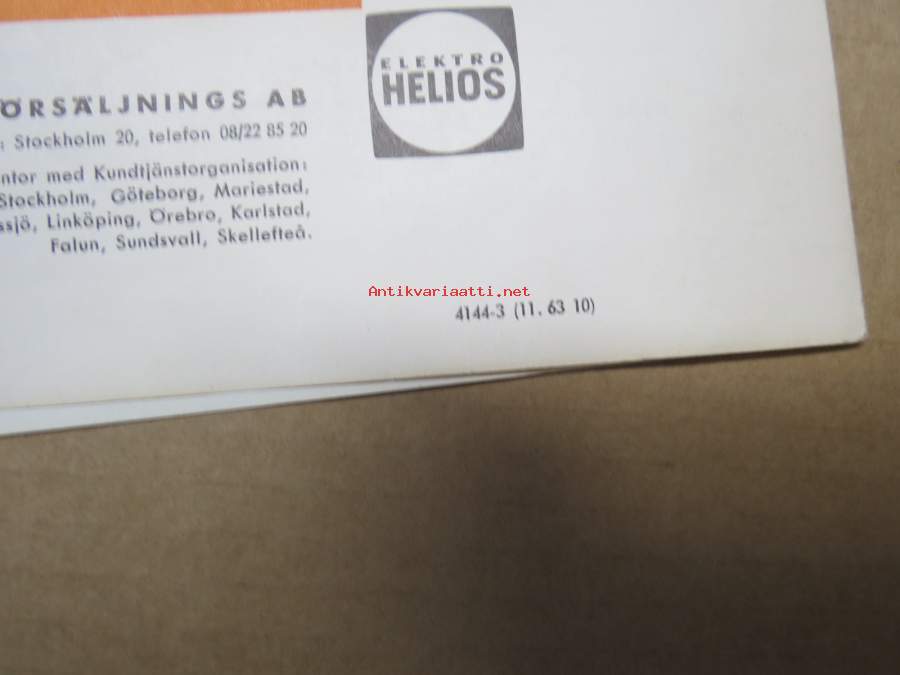 ELEKTRO
HELIOS
ÖRSÄLJNINGS AB
: Stockholm 20, telefon 08/22 85 20
ntor med Kundtjänstorganisation:
Stockholm, Göteborg, Mariestad,
ssjö, Linköping, Örebro, Karlstad,
Falun, Sundsvall, Skellefteå.
Antikvariaatti.net
4144-3 (11. 63 10)